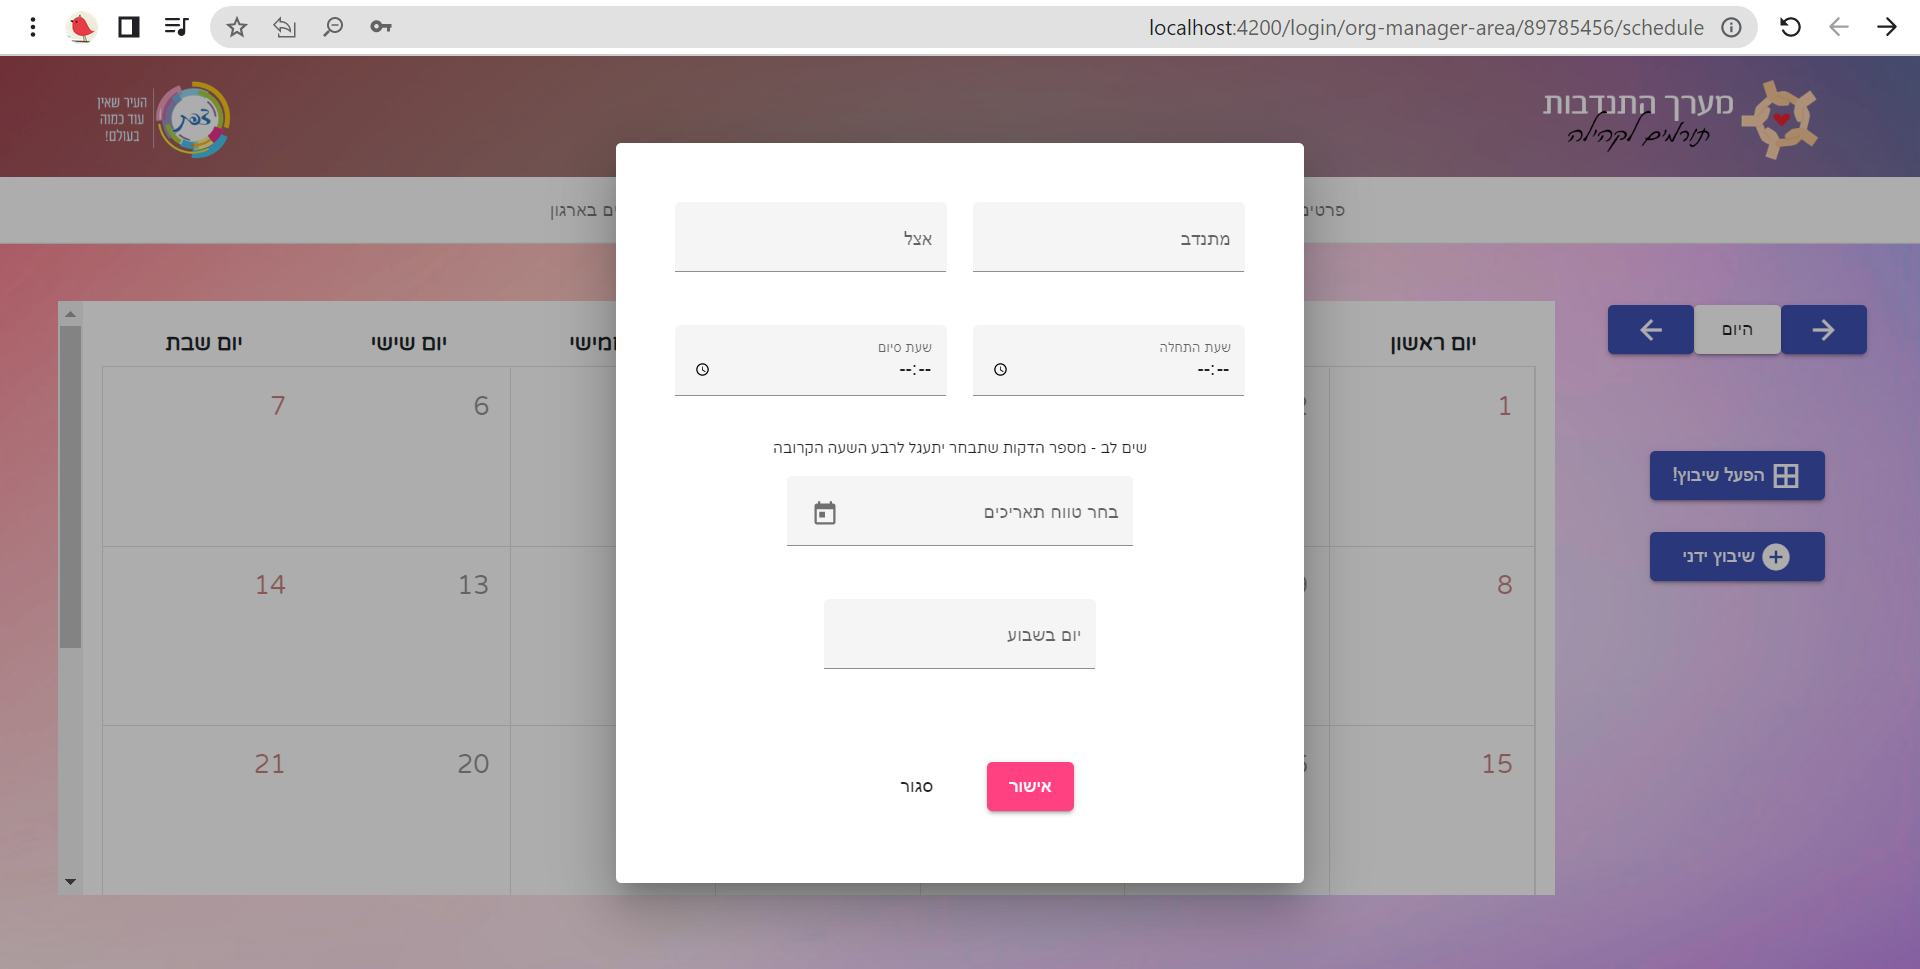 localhost:4200/login/org-manager-area/89785456/schedule
מערך התנדבות
תורמים לקהילה
העיר שאין
עוד כמוה
בעולם!
צפת
ים בארגון
היום
הפעל שיבוץ!
שיבוץ ידני
יום ראשון
יום שישי
יום שבת
1
6
7
8
13
14
15
20
21
מתנדב
אצל
שעת התחלה
--:--
שעת סיום
--:--
שים לב - מספר הדקות שתבחר יתעגל לרבע השעה הקרובה
בחר טווח תאריכים
יום בשבוע
אישור
סגור